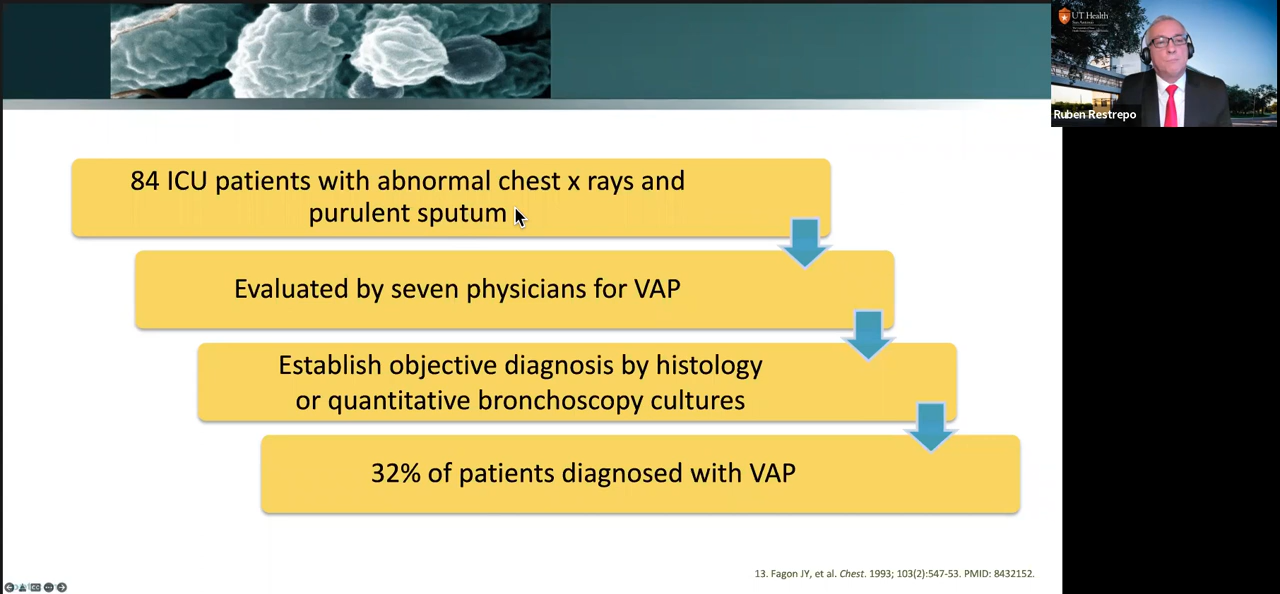 84 ICU patients with abnormal chest x rays and
purulent sputum
Evaluated by seven physicians for VAP
Establish objective diagnosis by histology
or quantitative bronchoscopy cultures
32% of patients diagnosed with VAP
13. Fagon JY, et al. Chest. 1993; 103(2):547-53. PMID: 8432152.
UT Health
San Antonio
Ruben Restrepo